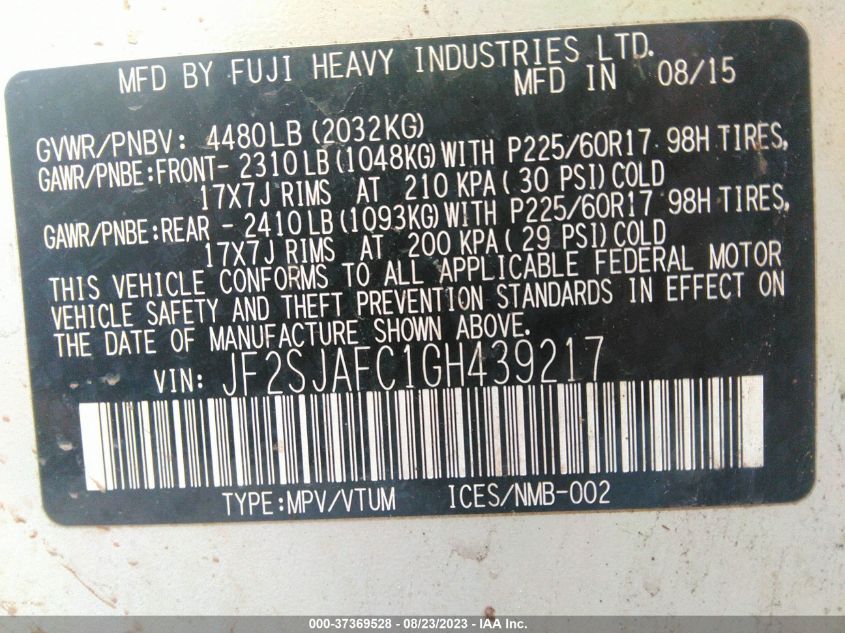 MFD BY FUJI HEAVY INDUSTRIES LTD.
MFD IN 08/15
GVWR/PNBV: 4480LB(2032KG)
GAWR/PNBE:FRONT- 2310LB(1048KG)WITH P225/60R17 98H TIRES,
17X7J RIMS AT 210 KPA(30 PSI)COLD
GAWR/PNBE:REAR - 2410LB(1093KG)WITH P225/60R17 98H TIRES,
17X7J RIMS AT 200 KPA(29 PSI)COLD
THIS VEHICLE CONFORMS TO ALL APPLICABLE FEDERAL MOTOR
VEHICLE SAFETY AND THEFT PREVENTION STANDARDS IN EFFECT ON
THE DATE OF MANUFACTURE SHOWN ABOVE.
VIN: JF2SJAFC1GH439217
TYPE:MPV/VTUM ICES/NMB-002
000-37369528 - 08/23/2023 - IAA Inc.